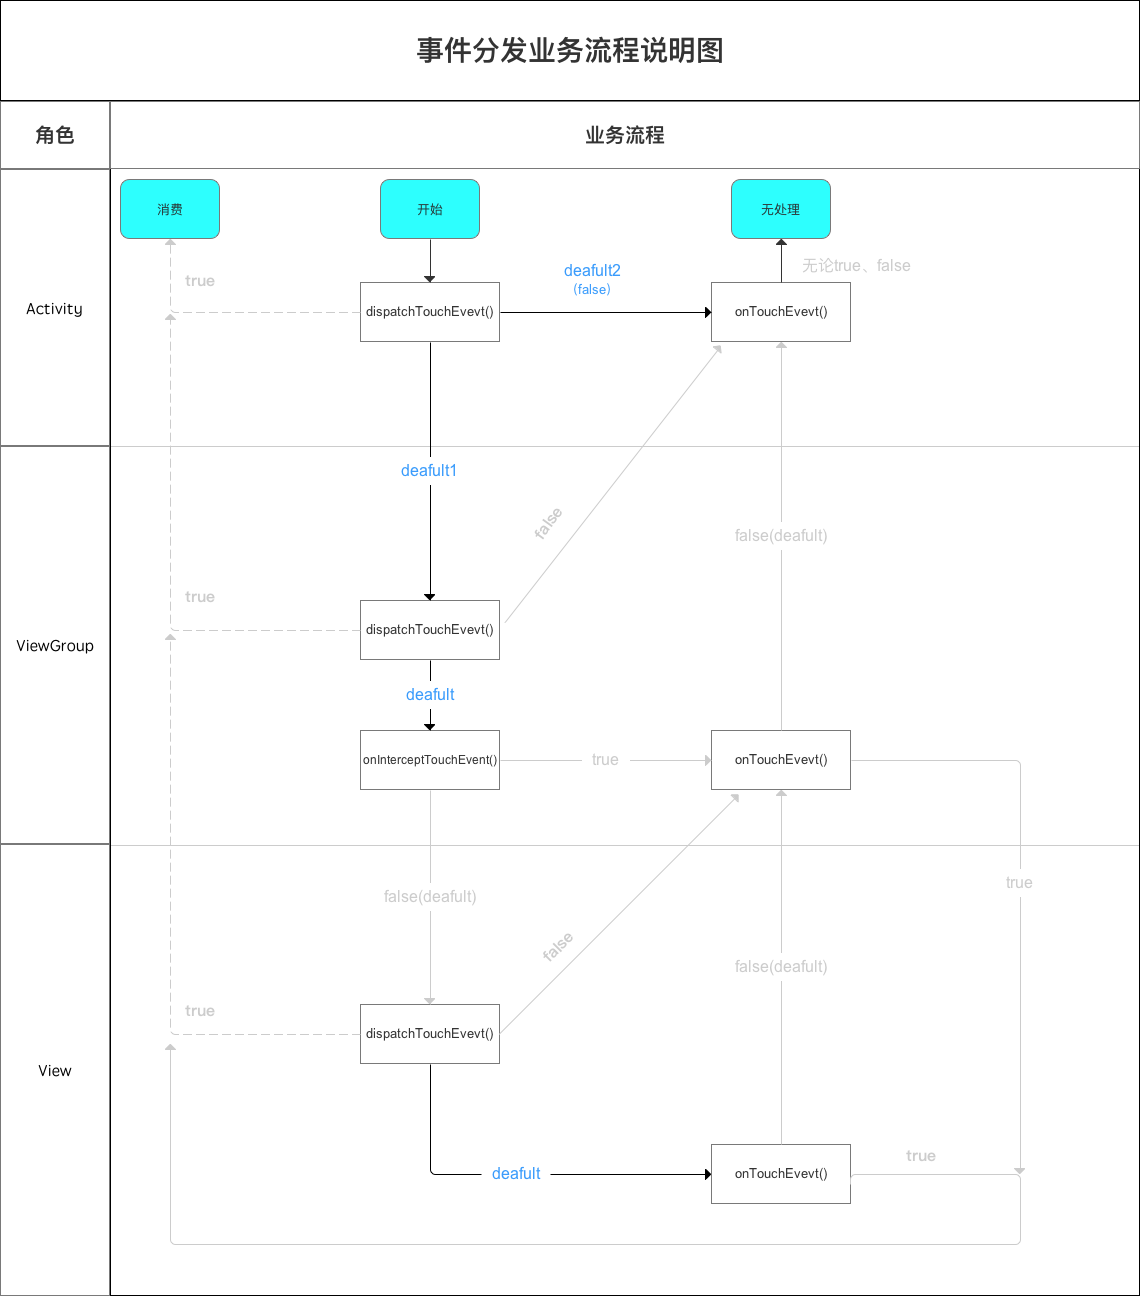 事件分发业务流程说明图
角色
业务流程
消费
开始
无处理
true
deafult2
（false）
无论true、false
Activity
dispatchTouchEvevt()
onTouchEvevt()
deafult1
false
false(deafult)
true
ViewGroup
dispatchTouchEvevt()
deafult
onInterceptTouchEvent()
true
onTouchEvevt()
false(deafult)
true
false
false(deafult)
true
View
dispatchTouchEvevt()
deafult
onTouchEvevt()
true